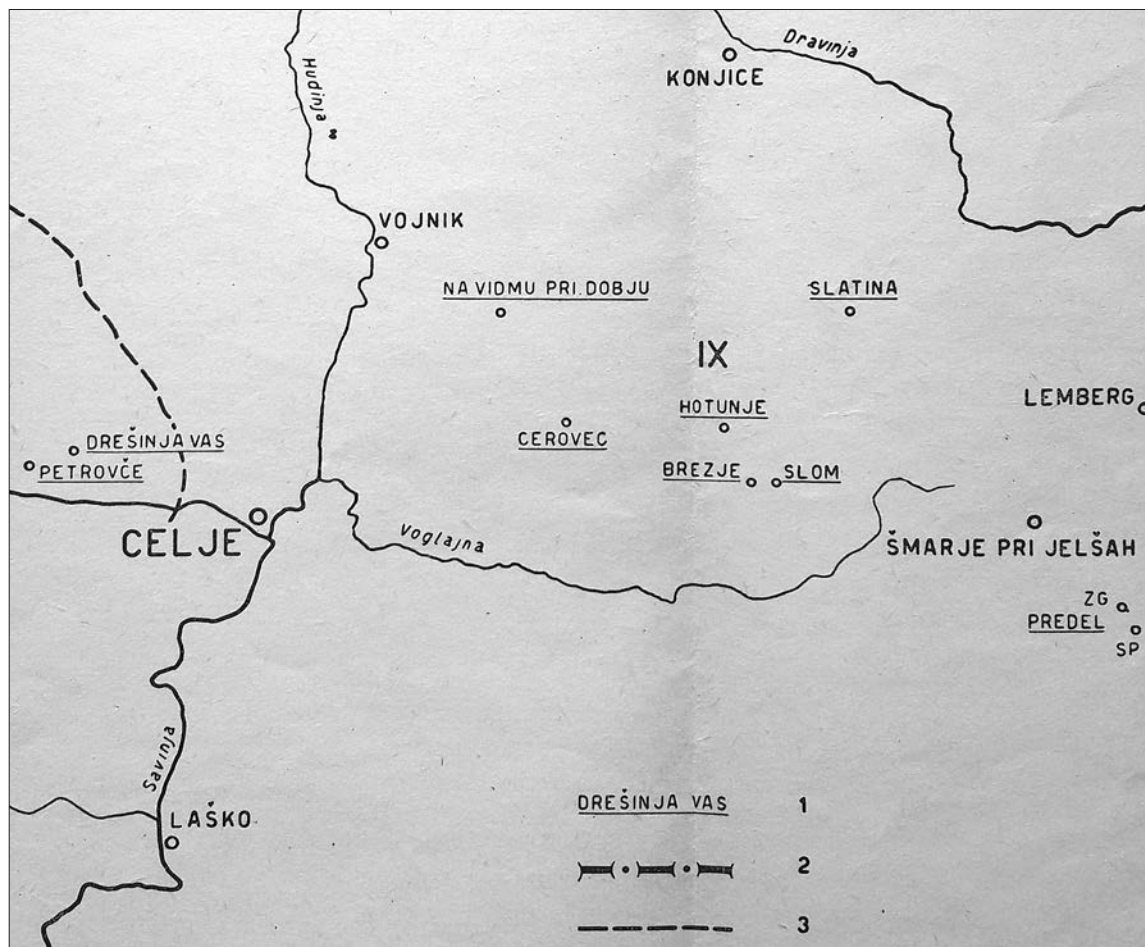 Dravinja
KONJICE
Hudinja
VOJNIK
NA VIDMU PRI.DOBJU
SLATINA
IX
LEMBERG
HOTUNJE
CEROVEC
DREŠINJA VAS
PETROVČE
BREZJE
SLOM
CELJE
Voglajna
ŠMARJE PRI JELŠAH
ZG
PREDEL
SP
Savinja
LAŠKO
DREŠINJA VAS 1
2
3